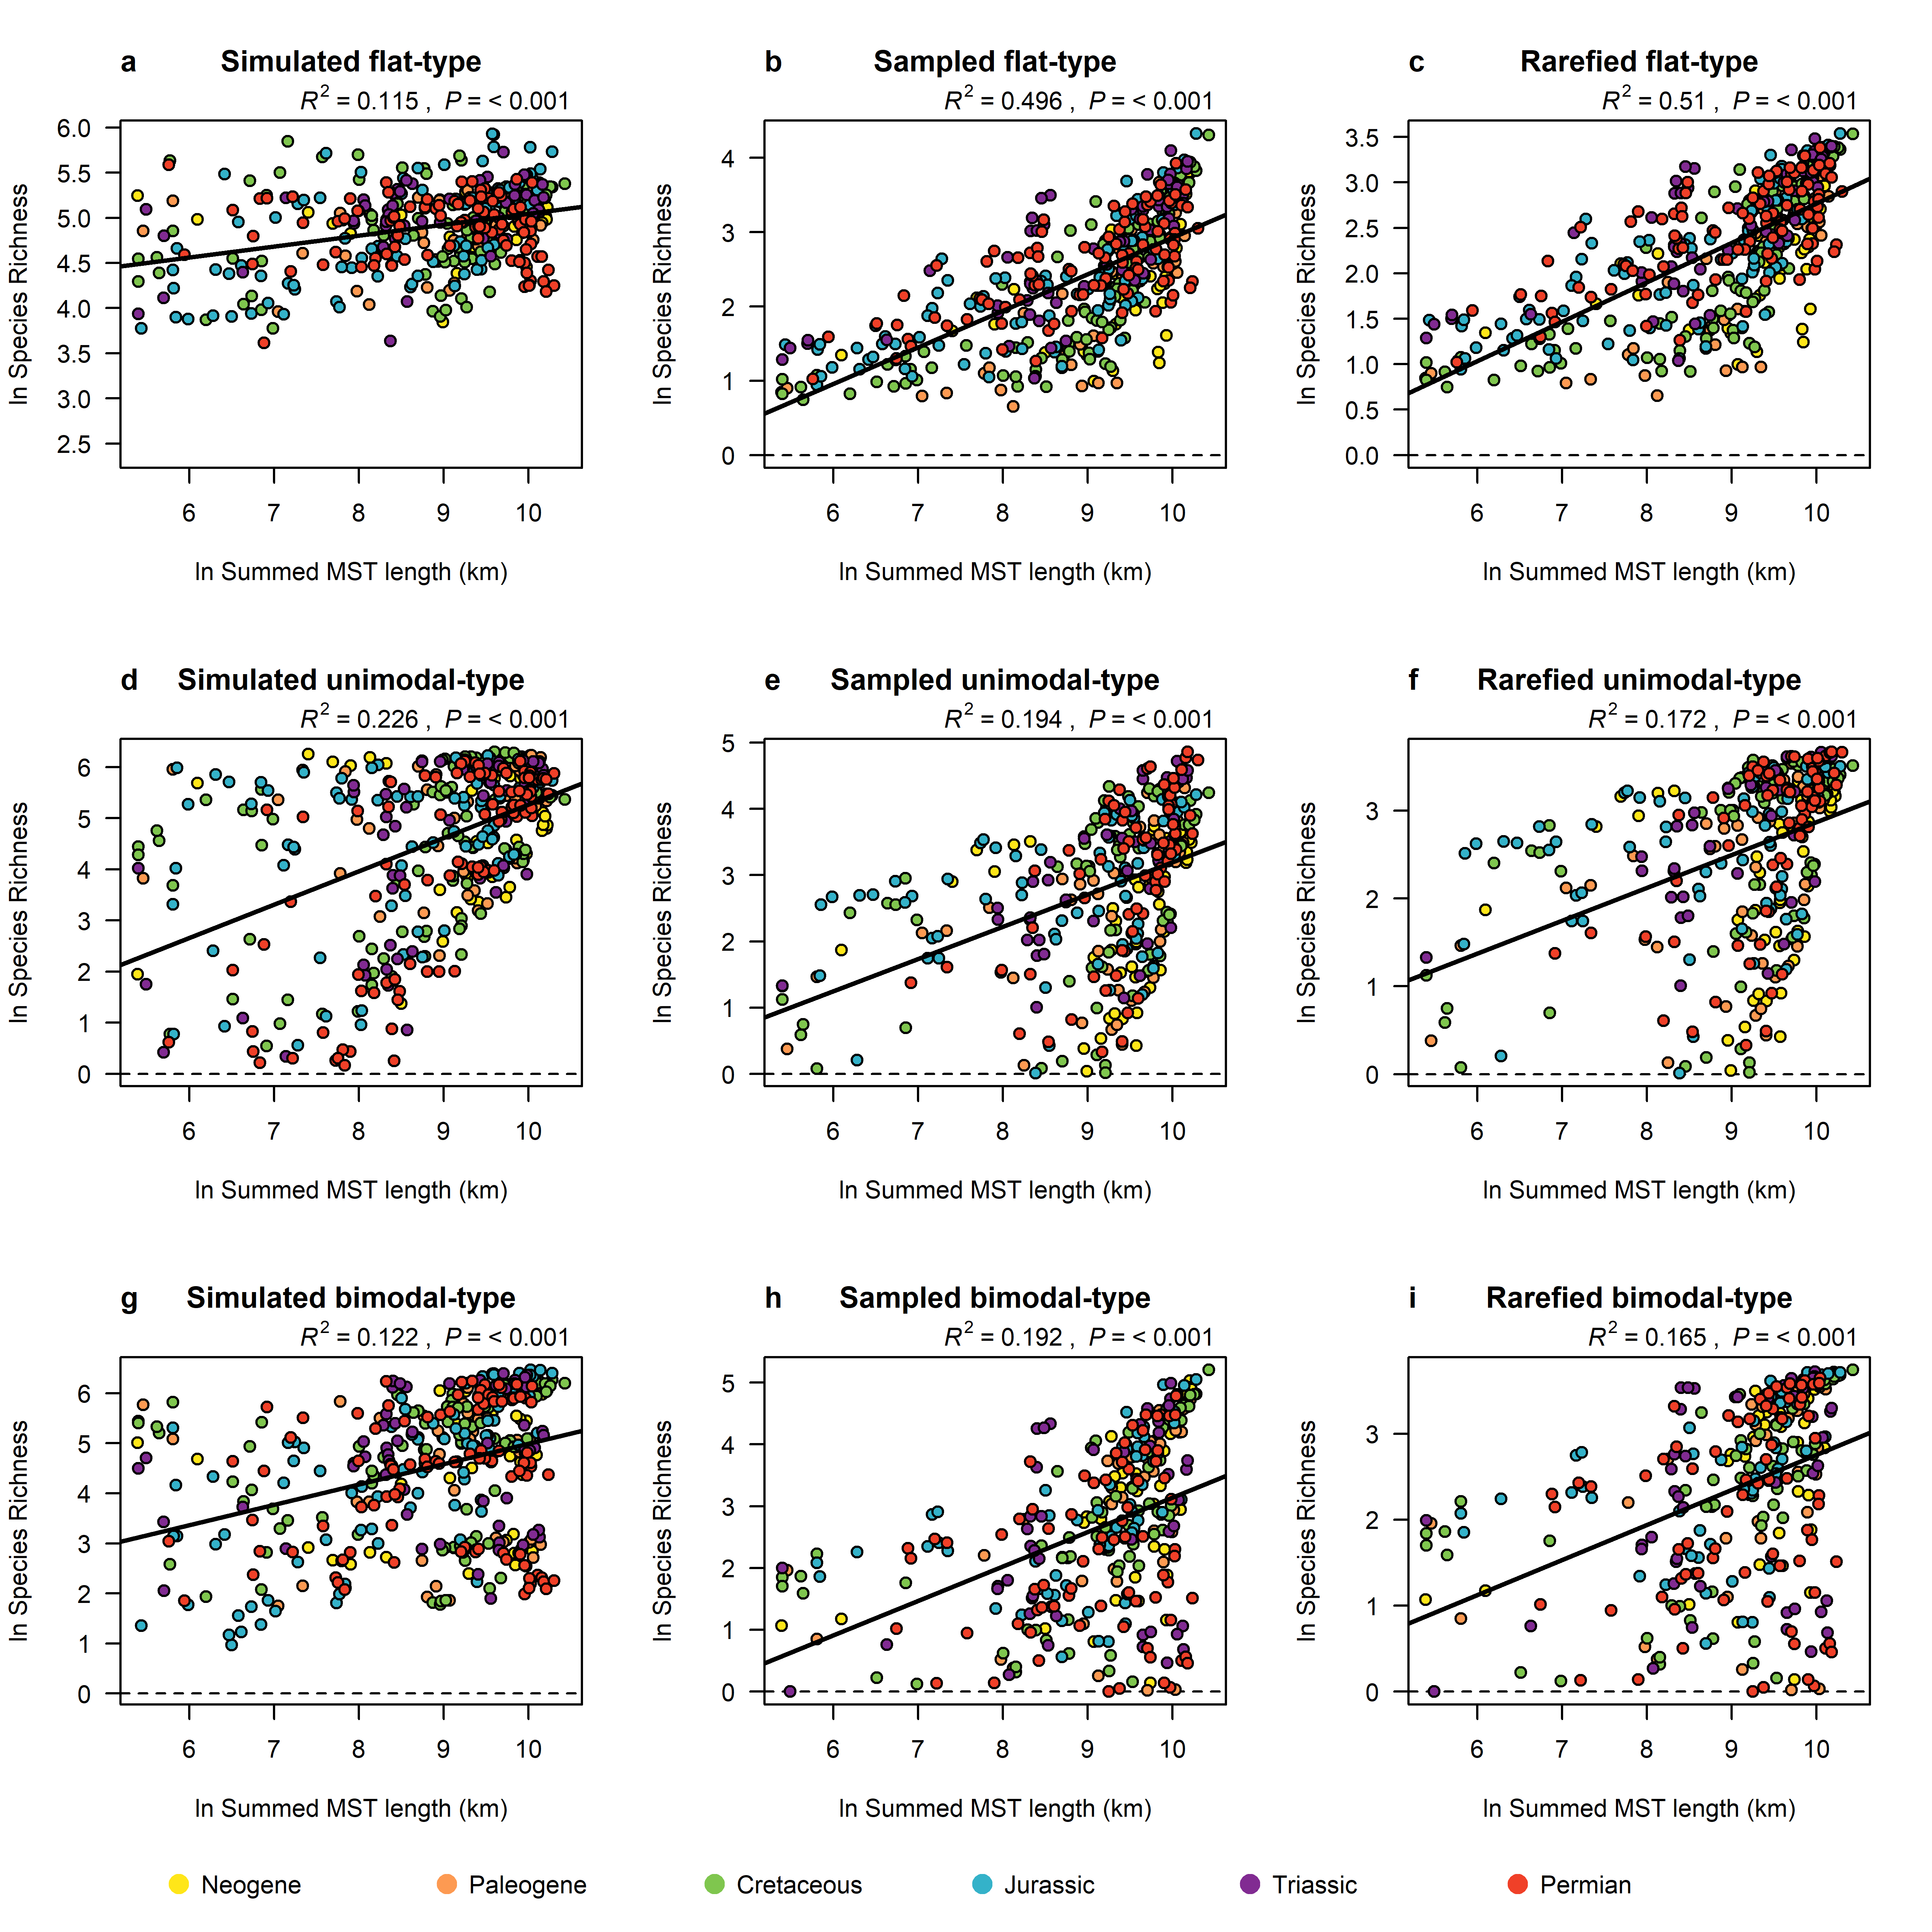 a Simulated flat-type
R2 = 0.115 , P = < 0.001
6.0
5.5
5.0
4.5
4.0
3.5
3.0
2.5
ln Species Richness
6 7 8 9 10
ln Summed MST length (km)
b Sampled flat-type
R2 = 0.496 , P = < 0.001
4
3
2
1
0
ln Species Richness
6 7 8 9 10
ln Summed MST length (km)
c Rarefied flat-type
R2 = 0.51 , P = < 0.001
3.5
3.0
2.5
2.0
1.5
1.0
0.5
0.0
ln Species Richness
6 7 8 9 10
ln Summed MST length (km)
d Simulated unimodal-type
R2 = 0.226 , P = < 0.001
6
5
4
3
2
1
0
ln Species Richness
6 7 8 9 10
ln Summed MST length (km)
e Sampled unimodal-type
R2 = 0.194 , P = < 0.001
5
4
3
2
1
0
ln Species Richness
6 7 8 9 10
ln Summed MST length (km)
f Rarefied unimodal-type
R2 = 0.172 , P = < 0.001
3
2
1
0
ln Species Richness
6 7 8 9 10
ln Summed MST length (km)
g Simulated bimodal-type
R2 = 0.122 , P = < 0.001
6
5
4
3
2
1
0
ln Species Richness
6 7 8 9 10
ln Summed MST length (km)
h Sampled bimodal-type
R2 = 0.192 , P = < 0.001
5
4
3
2
1
0
ln Species Richness
6 7 8 9 10
ln Summed MST length (km)
i Rarefied bimodal-type
R2 = 0.165 , P = < 0.001
3
2
1
0
ln Species Richness
6 7 8 9 10
ln Summed MST length (km)
Neogene Paleogene Cretaceous Jurassic Triassic Permian